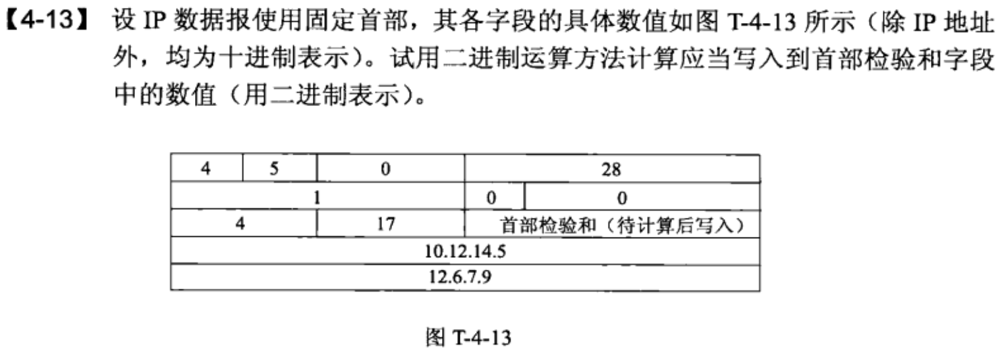 【4-13】 设 IP 数据报使用固定首部，其各字段的具体数值如图 T-4-13 所示（除 IP 地址
外，均为十进制表示）。试用二进制运算方法计算应当写入到首部检验和字段
中的数值（用二进制表示）。
4 5 0 28
1 0 0
4 17 首部检验和（待计算后写入）
10.12.14.5
12.6.7.9
图 T-4-13